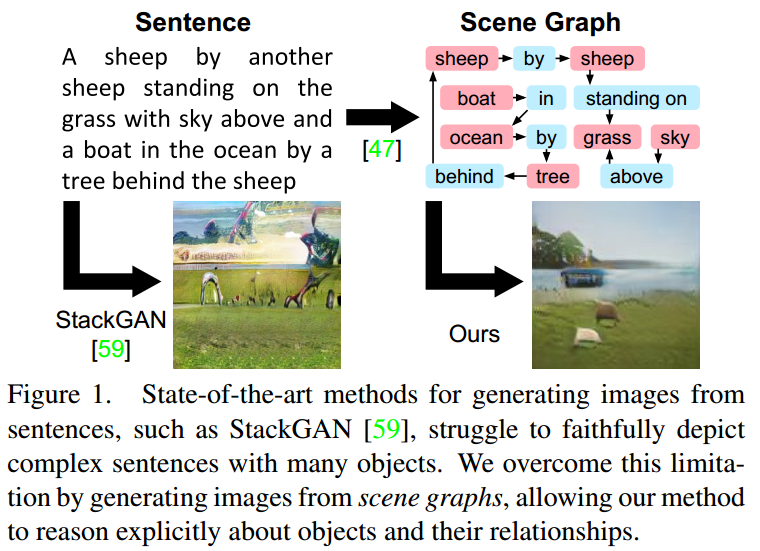 Sentence
A sheep by another
sheep standing on the
grass with sky above and
a boat in the ocean by a
tree behind the sheep
[47]
Scene Graph
sheep by sheep
boat in standing on
ocean by grass sky
behind tree above
StackGAN
[59]
Ours
Figure 1. State-of-the-art methods for generating images from
sentences, such as StackGAN [59], struggle to faithfully depict
complex sentences with many objects. We overcome this limita-
tion by generating images from scene graphs, allowing our method
to reason explicitly about objects and their relationships.